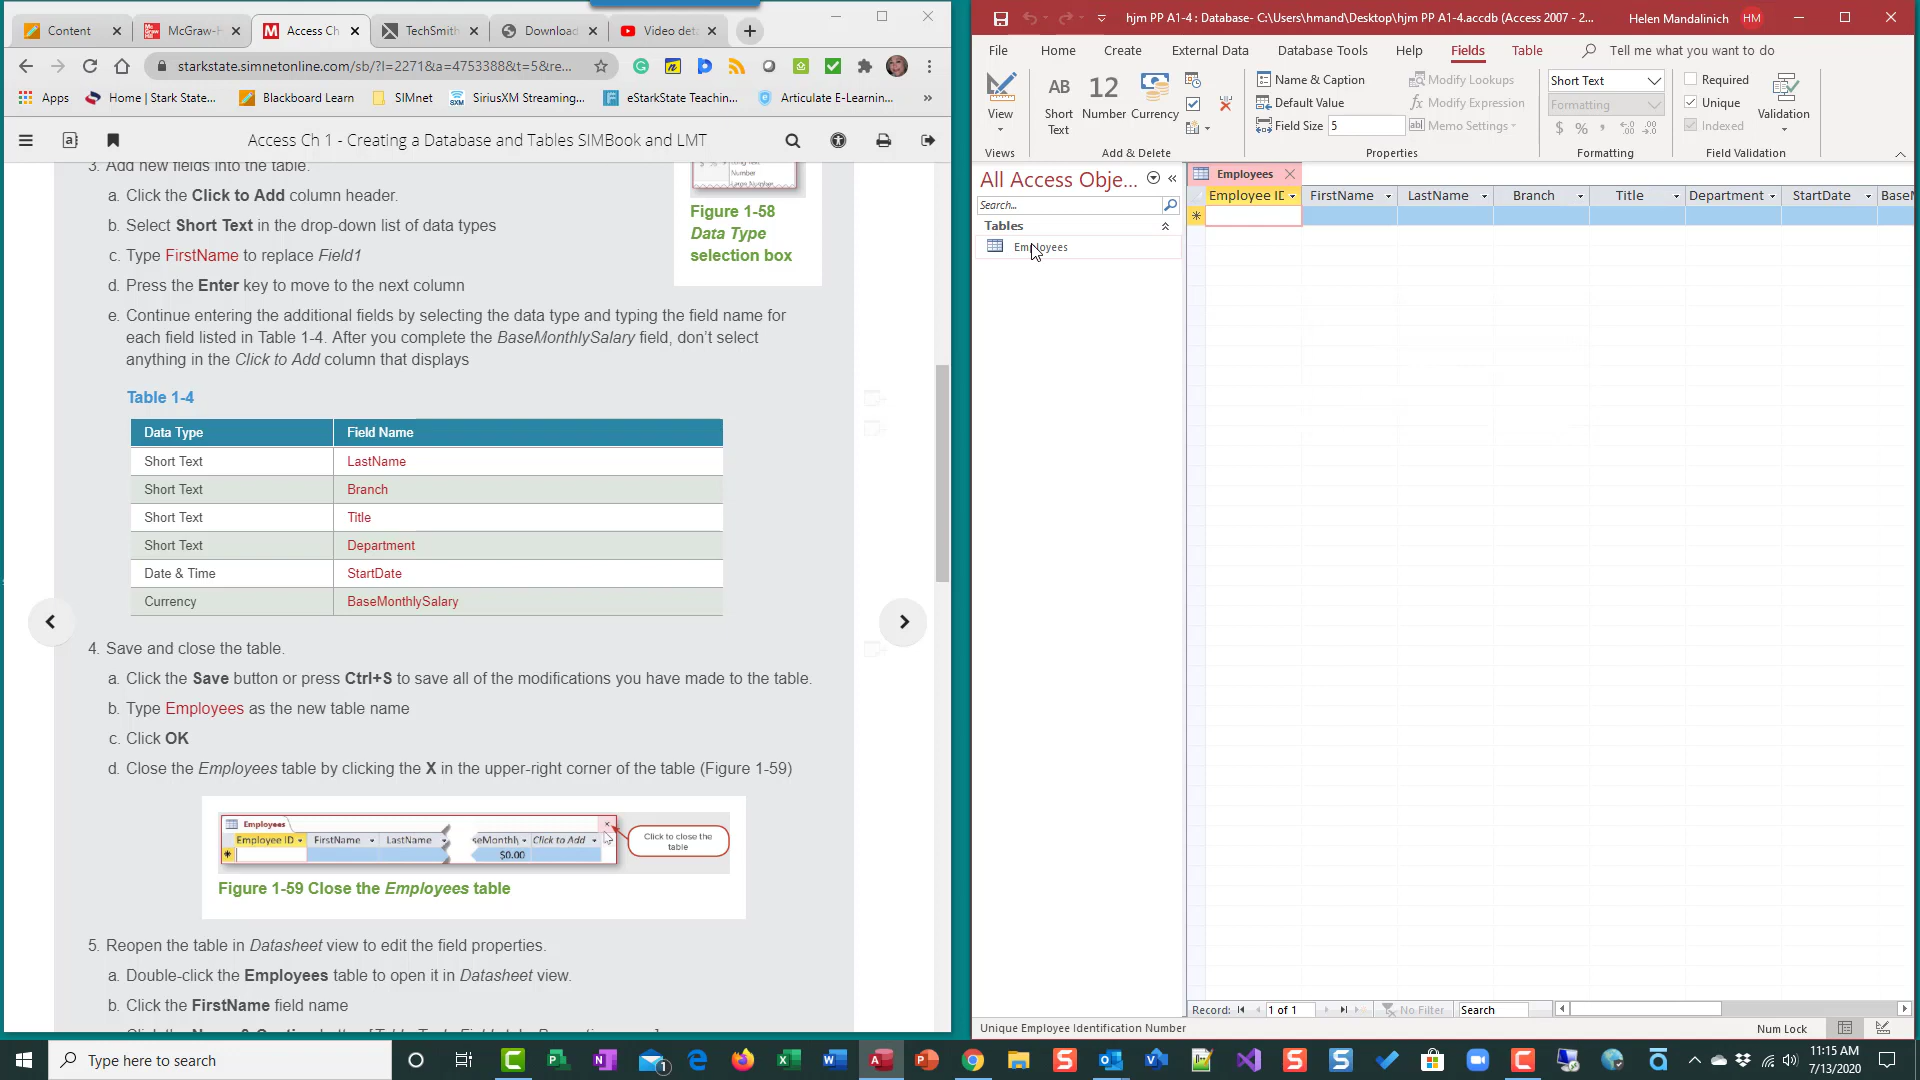 Content
McGraw-H
Access Ch
TechSmith
Download
Video det
starkstate.simnetonline.com/sb/?l=2271&a=4753388&t=5&re...
Apps
Home | Stark State...
Blackboard Learn
SIMnet
SiriusXM Streaming...
eStarkState Teachin...
Articulate E-Learnin...
Access Ch 1 - Creating a Database and Tables SIMBook and LMT
3. Add new fields into the table.
a. Click the Click to Add column header.
b. Select Short Text in the drop-down list of data types
c. Type FirstName to replace Field1
d. Press the Enter key to move to the next column
e. Continue entering the additional fields by selecting the data type and typing the field name for
each field listed in Table 1-4. After you complete the BaseMonthlySalary field, don't select
anything in the Click to Add column that displays
Number
Figure 1-58
Data Type
selection box
Table 1-4
Data Type Field Name
Short Text LastName
Short Text Branch
Short Text Title
Short Text Department
Date & Time StartDate
Currency BaseMonthlySalary
4. Save and close the table.
a. Click the Save button or press Ctrl+S to save all of the modifications you have made to the table.
b. Type Employees as the new table name
c. Click OK
d. Close the Employees table by clicking the X in the upper-right corner of the table (Figure 1-59)
Employees
Employee ID FirstName LastName seMonthly Click to Add
$0.00
Click to close the
table
Figure 1-59 Close the Employees table
5. Reopen the table in Datasheet view to edit the field properties.
a. Double-click the Employees table to open it in Datasheet view.
b. Click the FirstName field name
hjm PP A1-4 : Database- C:\Users\hmand\Desktop\hjm PP A1-4.accdb (Access 2007 - 2...
Helen Mandalinich HM
File Home Create External Data Database Tools Help Fields Table Tell me what you want to do
View
AB
Short
Text
12
Number
Currency
Name & Caption
Default Value
Field Size 5
Modify Lookups
fx Modify Expression
ab Memo Settings
Short Text
Formatting
$ %
Required
Unique
Indexed
Validation
Views Add & Delete Properties Formatting Field Validation
All Access Obje...
Search...
Tables
Employees
Employees
Employee ID FirstName LastName Branch Title Department StartDate BaseM
Record: 1 of 1 No Filter Search
Unique Employee Identification Number
Num Lock
Type here to search
11:15 AM
7/13/2020